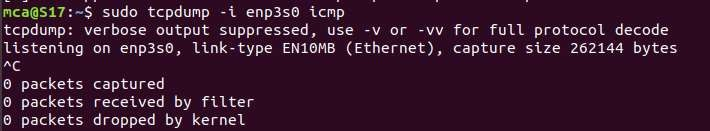 mca@S17:~$ sudo tcpdump -i enp3s0 icmp
tcpdump: verbose output suppressed, use -v or -vv for full protocol decode
listening on enp3s0, link-type EN10MB (Ethernet), capture size 262144 bytes
^C
0 packets captured
0 packets received by filter
0 packets dropped by kernel